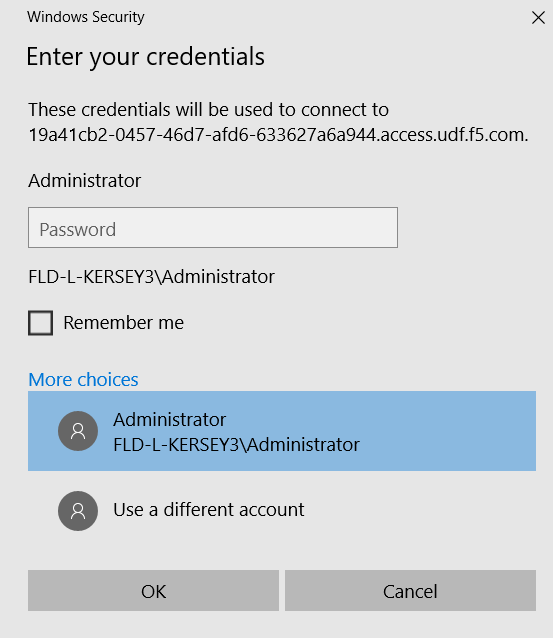 Windows Security
Enter your credentials
These credentials will be used to connect to
19a41cb2-0457-46d7-afd6-633627a6a944.access.udf.f5.com.
Administrator
Password
FLD-L-KERSEY3\Administrator
Remember me
More choices
Administrator
FLD-L-KERSEY3\Administrator
Use a different account
OK
Cancel